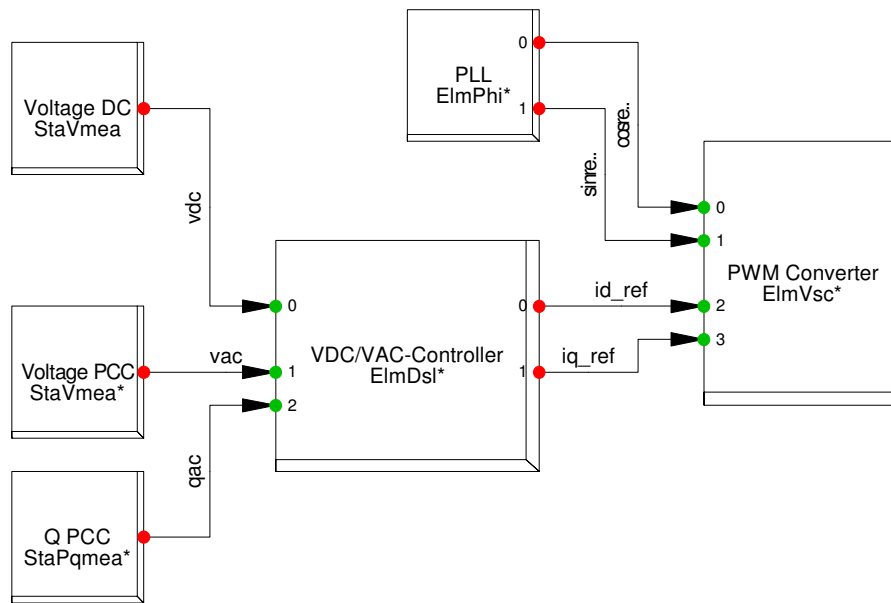 0
PLL
ElmPhi*
1
Voltage DC
StaVmea
vdc
cosre..
sinre..
0
1
PWM Converter
ElmVsc*
2
3
0
0
id_ref
VDC/VAC-Controller
ElmDsl*
1
1
iq_ref
2
Voltage PCC
StaVmea*
vac
qac
Q PCC
StaPqmea*